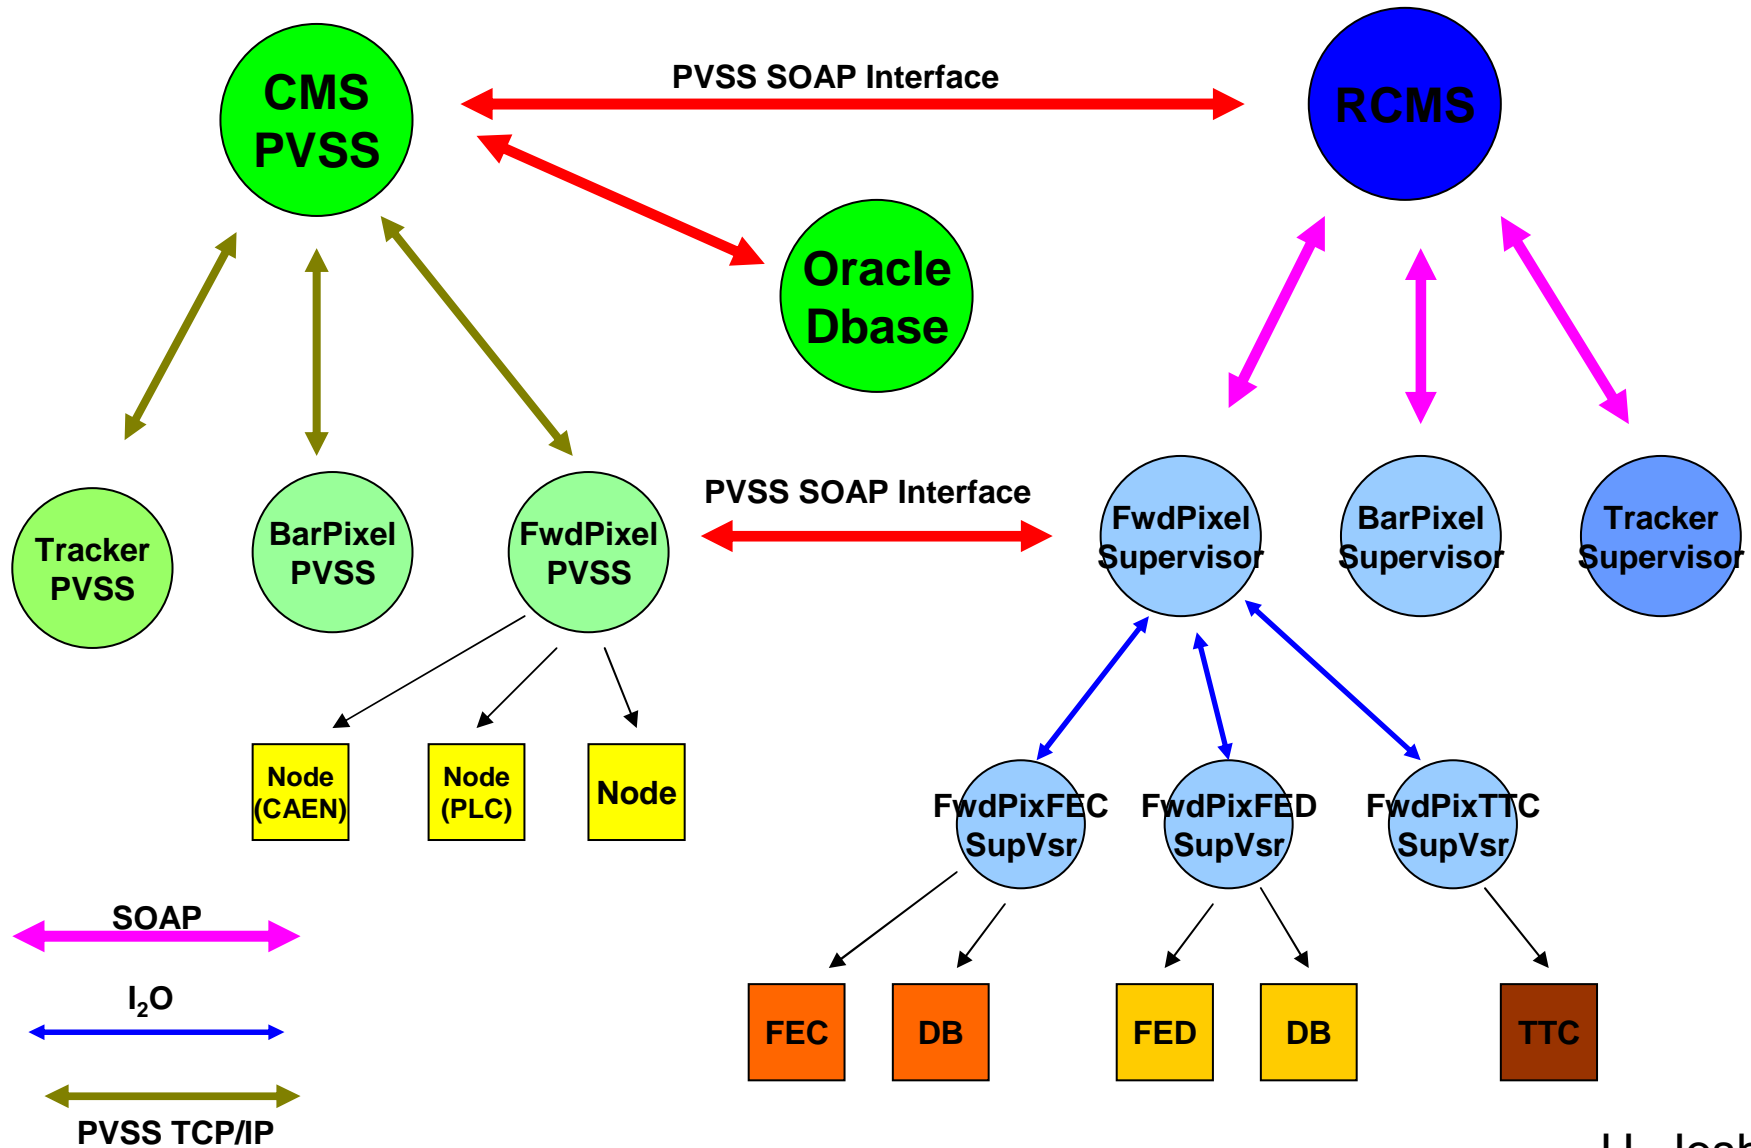 CMS
PVSS
PVSS SOAP Interface
RCMS
Oracle
Dbase
Tracker
PVSS
BarPixel
PVSS
FwdPixel
PVSS
PVSS SOAP Interface
FwdPixel
Supervisor
BarPixel
Supervisor
Tracker
Supervisor
Node
(CAEN)
Node
(PLC)
Node
FwdPixFEC
SupVsr
FwdPixFED
SupVsr
FwdPixTTC
SupVsr
SOAP
I₂O
PVSS TCP/IP
FEC
DB
FED
DB
TTC